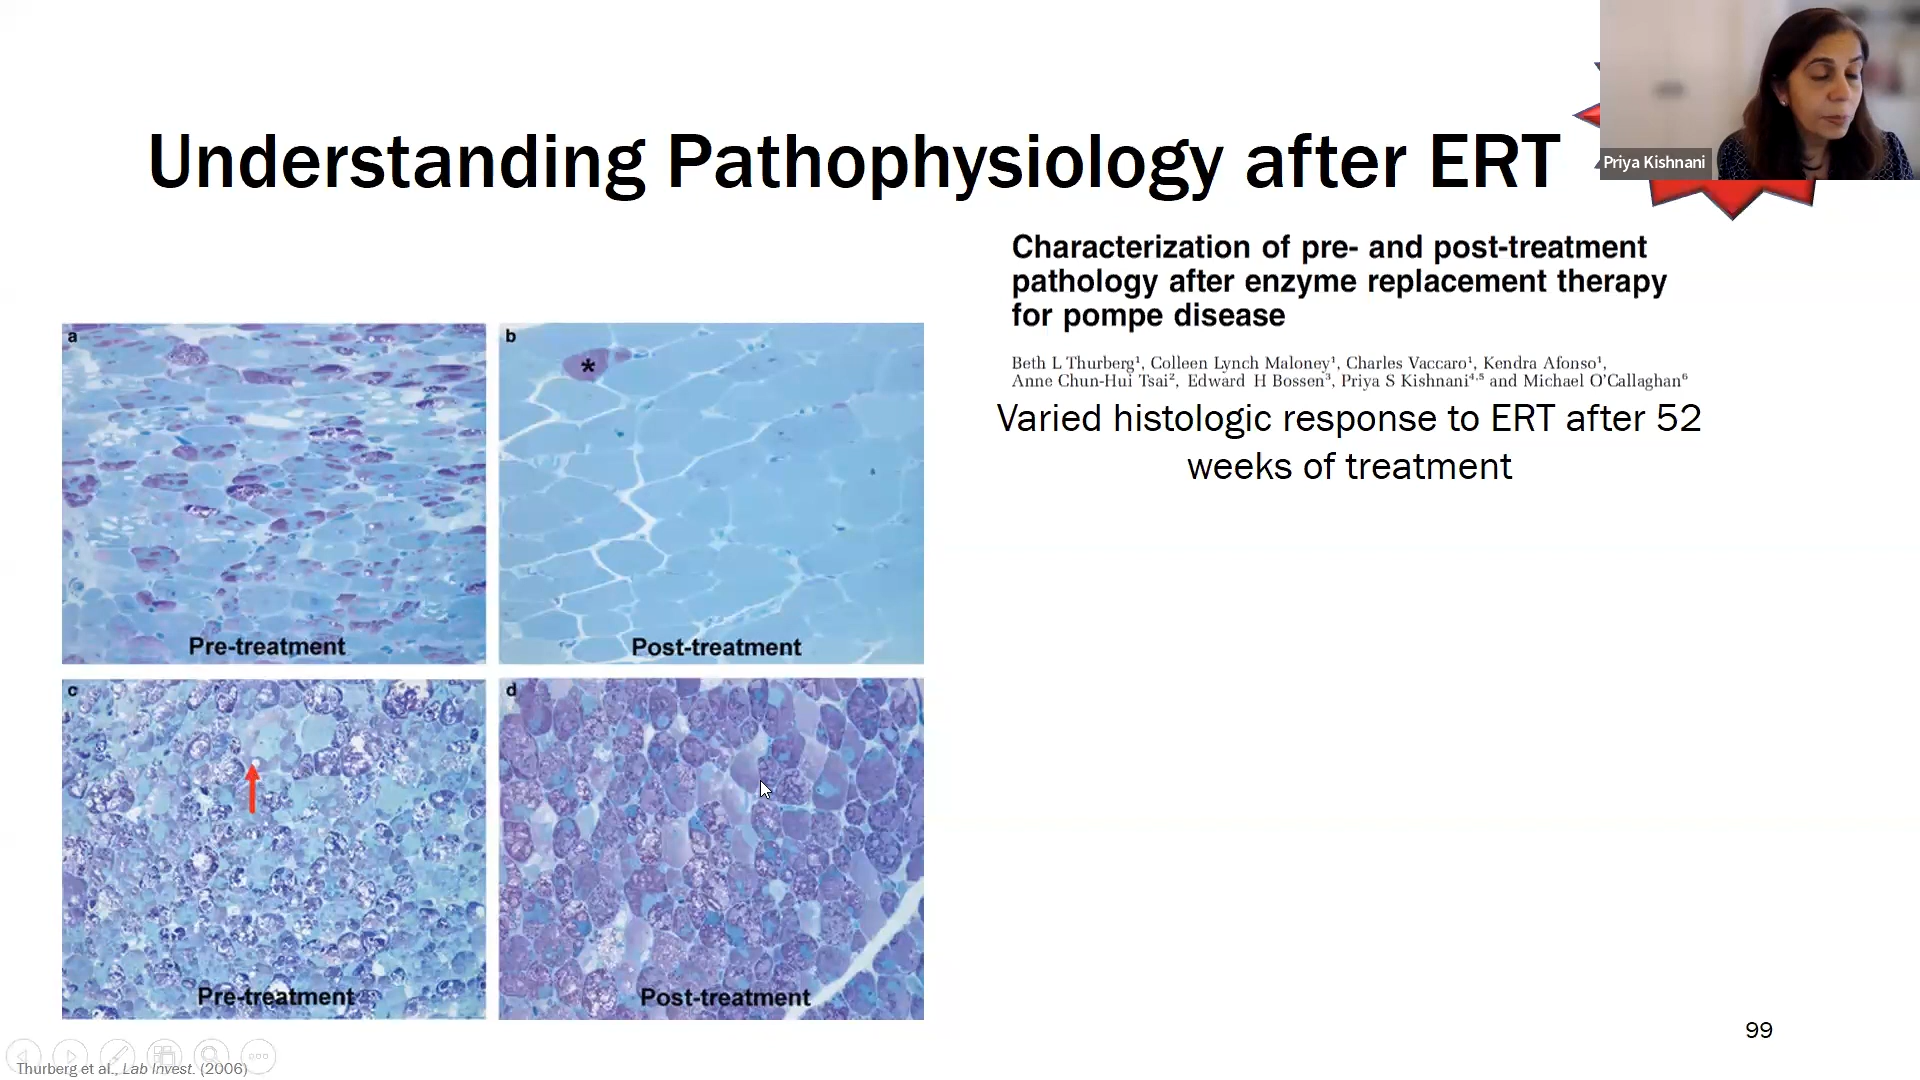 Priya Kishnani
Understanding Pathophysiology after ERT
Characterization of pre- and post-treatment
pathology after enzyme replacement therapy
for pompe disease
Beth L Thurberg¹, Colleen Lynch Maloney¹, Charles Vaccaro¹, Kendra Afonso¹,
Anne Chun-Hui Tsai², Edward H Bossen³, Priya S Kishnani⁴,⁵ and Michael O'Callaghan⁶
Varied histologic response to ERT after 52
weeks of treatment
a
Pre-treatment
b
*
Post-treatment
c
Pre-treatment
d
Post-treatment
99
Thurberg et al., Lab Invest. (2006)